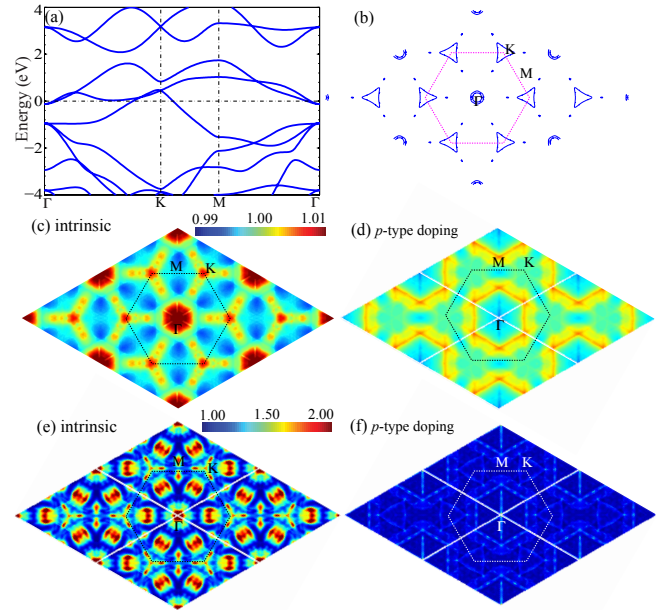 (a)
4
2
0
−2
−4
Energy (eV)
Γ K M Γ
(b)
K
M
Γ
(c) intrinsic
0.99 1.00 1.01
M K
Γ
(d) p-type doping
M K
Γ
(e) intrinsic
1.00 1.50 2.00
M K
Γ
(f) p-type doping
M K
Γ